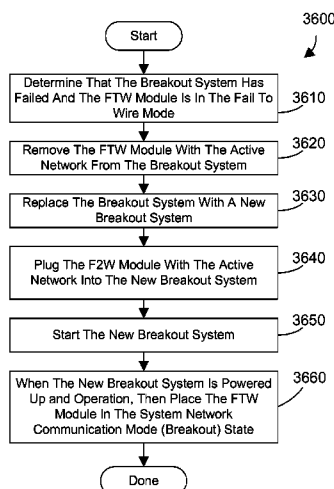 Start
3600
Determine That The Breakout System Has
Failed And The FTW Module Is In The Fail To
Wire Mode
3610
Remove The FTW Module With The Active
Network From The Breakout System
3620
Replace The Breakout System With A New
Breakout System
3630
Plug The F2W Module With The Active
Network Into The New Breakout System
3640
Start The New Breakout System
3650
When The New Breakout System Is Powered
Up and Operation, Then Place The FTW
Module In The System Network
Communication Mode (Breakout) State
3660
Done